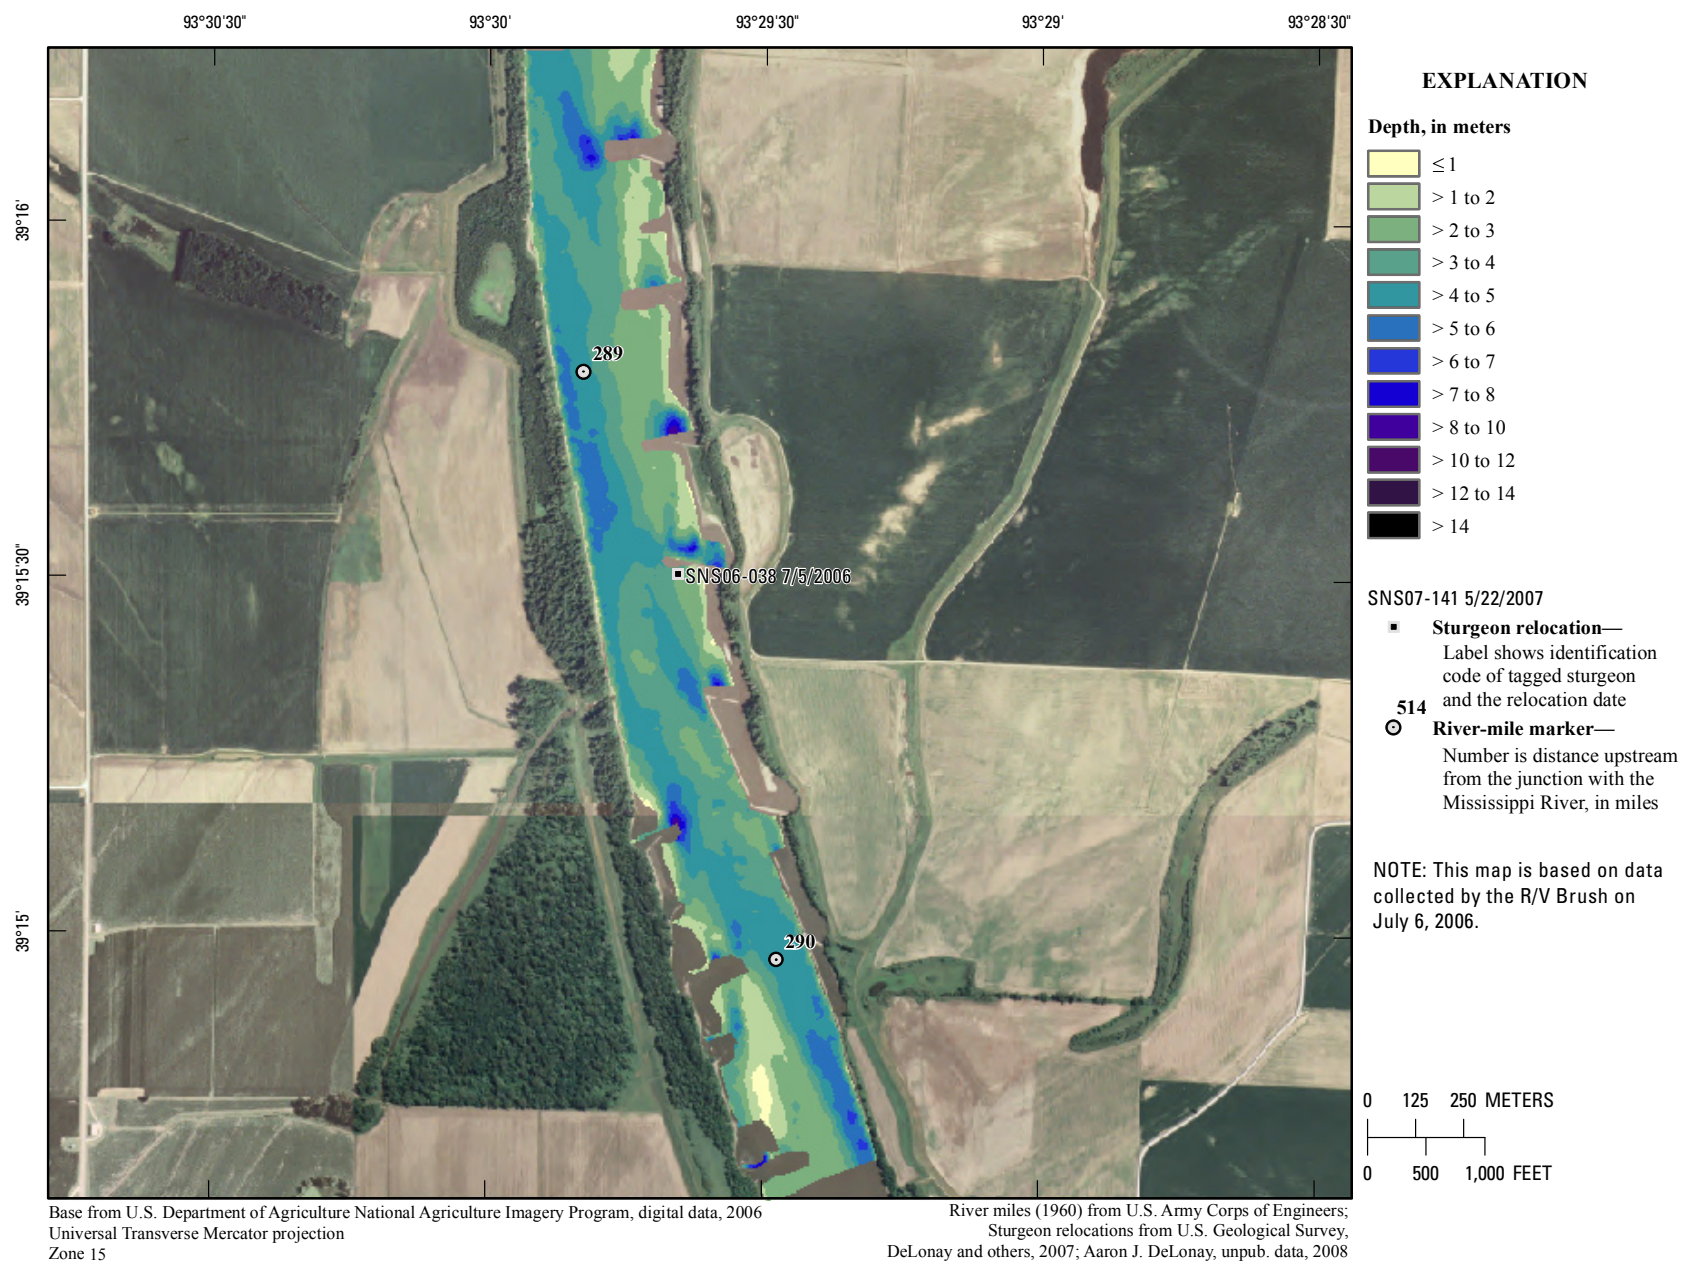 93°30'30" 93°30' 93°29'30" 93°29' 93°28'30"
39°16'
39°15'30"
39°15'
289
SNS06-038 7/5/2006
290
EXPLANATION
Depth, in meters
≤ 1
> 1 to 2
> 2 to 3
> 3 to 4
> 4 to 5
> 5 to 6
> 6 to 7
> 7 to 8
> 8 to 10
> 10 to 12
> 12 to 14
> 14
SNS07-141 5/22/2007
Sturgeon relocation—
Label shows identification
code of tagged sturgeon
and the relocation date
514
River-mile marker—
Number is distance upstream
from the junction with the
Mississippi River, in miles
NOTE: This map is based on data
collected by the R/V Brush on
July 6, 2006.
0 125 250 METERS
0 500 1,000 FEET
Base from U.S. Department of Agriculture National Agriculture Imagery Program, digital data, 2006
Universal Transverse Mercator projection
Zone 15
River miles (1960) from U.S. Army Corps of Engineers;
Sturgeon relocations from U.S. Geological Survey,
DeLonay and others, 2007; Aaron J. DeLonay, unpub. data, 2008